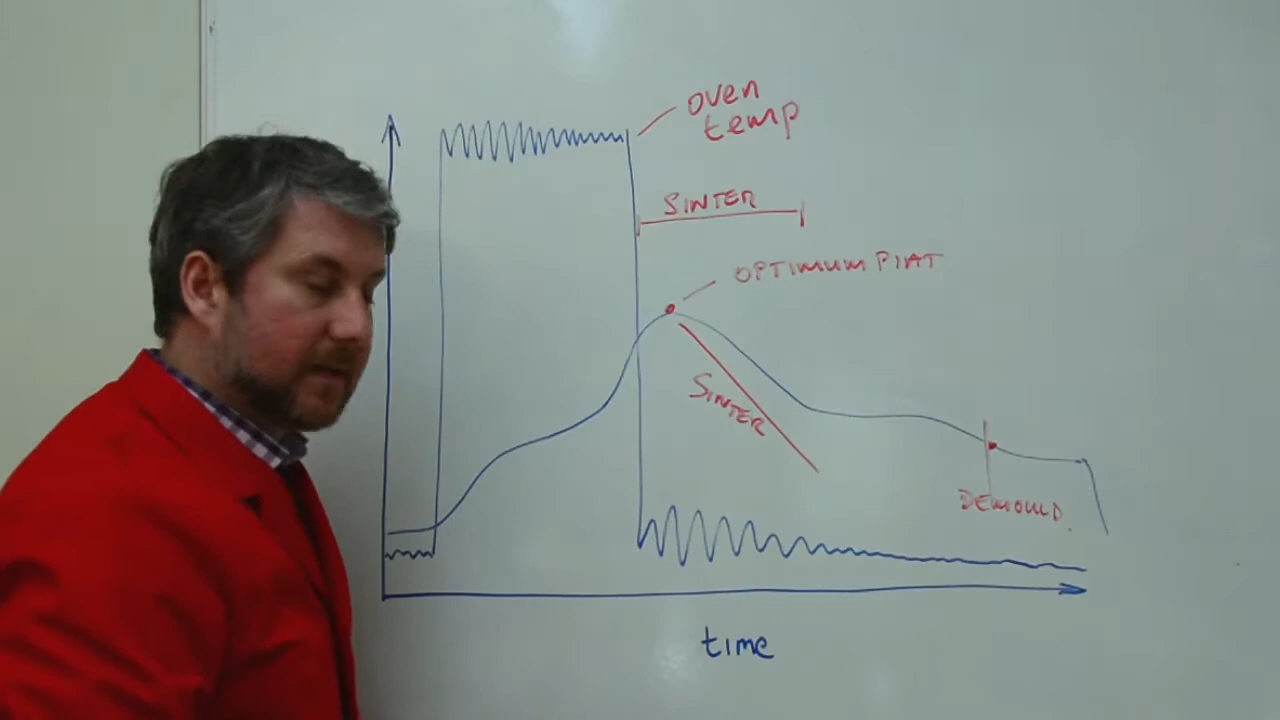 oven
temp
SINTER
OPTIMUM PIAT
SINTER
DEMOULD.
time